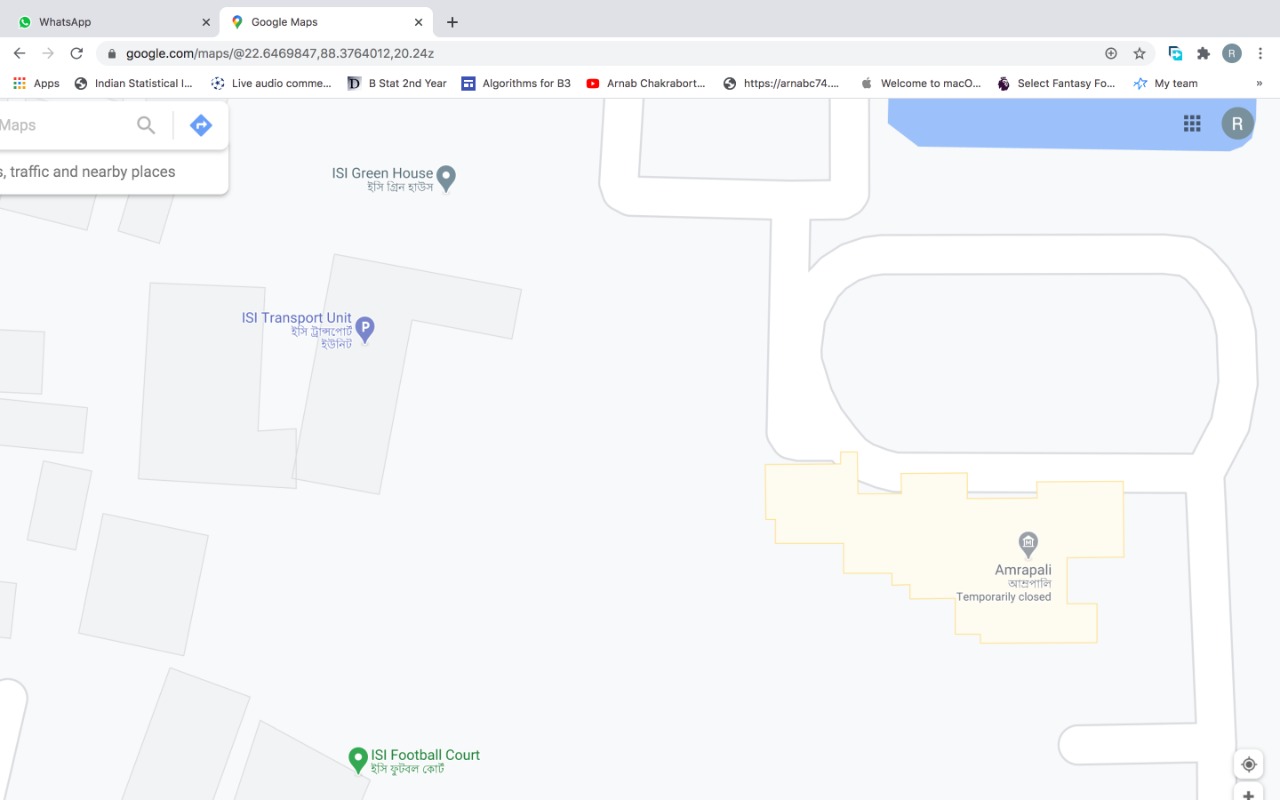 WhatsApp
Google Maps
google.com/maps/@22.6469847,88.3764012,20.24z
R
Apps
Indian Statistical I...
Live audio comme...
D
B Stat 2nd Year
Algorithms for B3
Arnab Chakrabort...
https://arnabc74....
Welcome to macO...
Select Fantasy Fo...
My team
»
Maps
R
s, traffic and nearby places
ISI Green House
ইসি গ্রিন হাউস
ISI Transport Unit
ইসি ট্রান্সপোর্ট
ইউনিট
P
Amrapali
আম্রপালি
Temporarily closed
ISI Football Court
ইসি ফুটবল কোর্ট